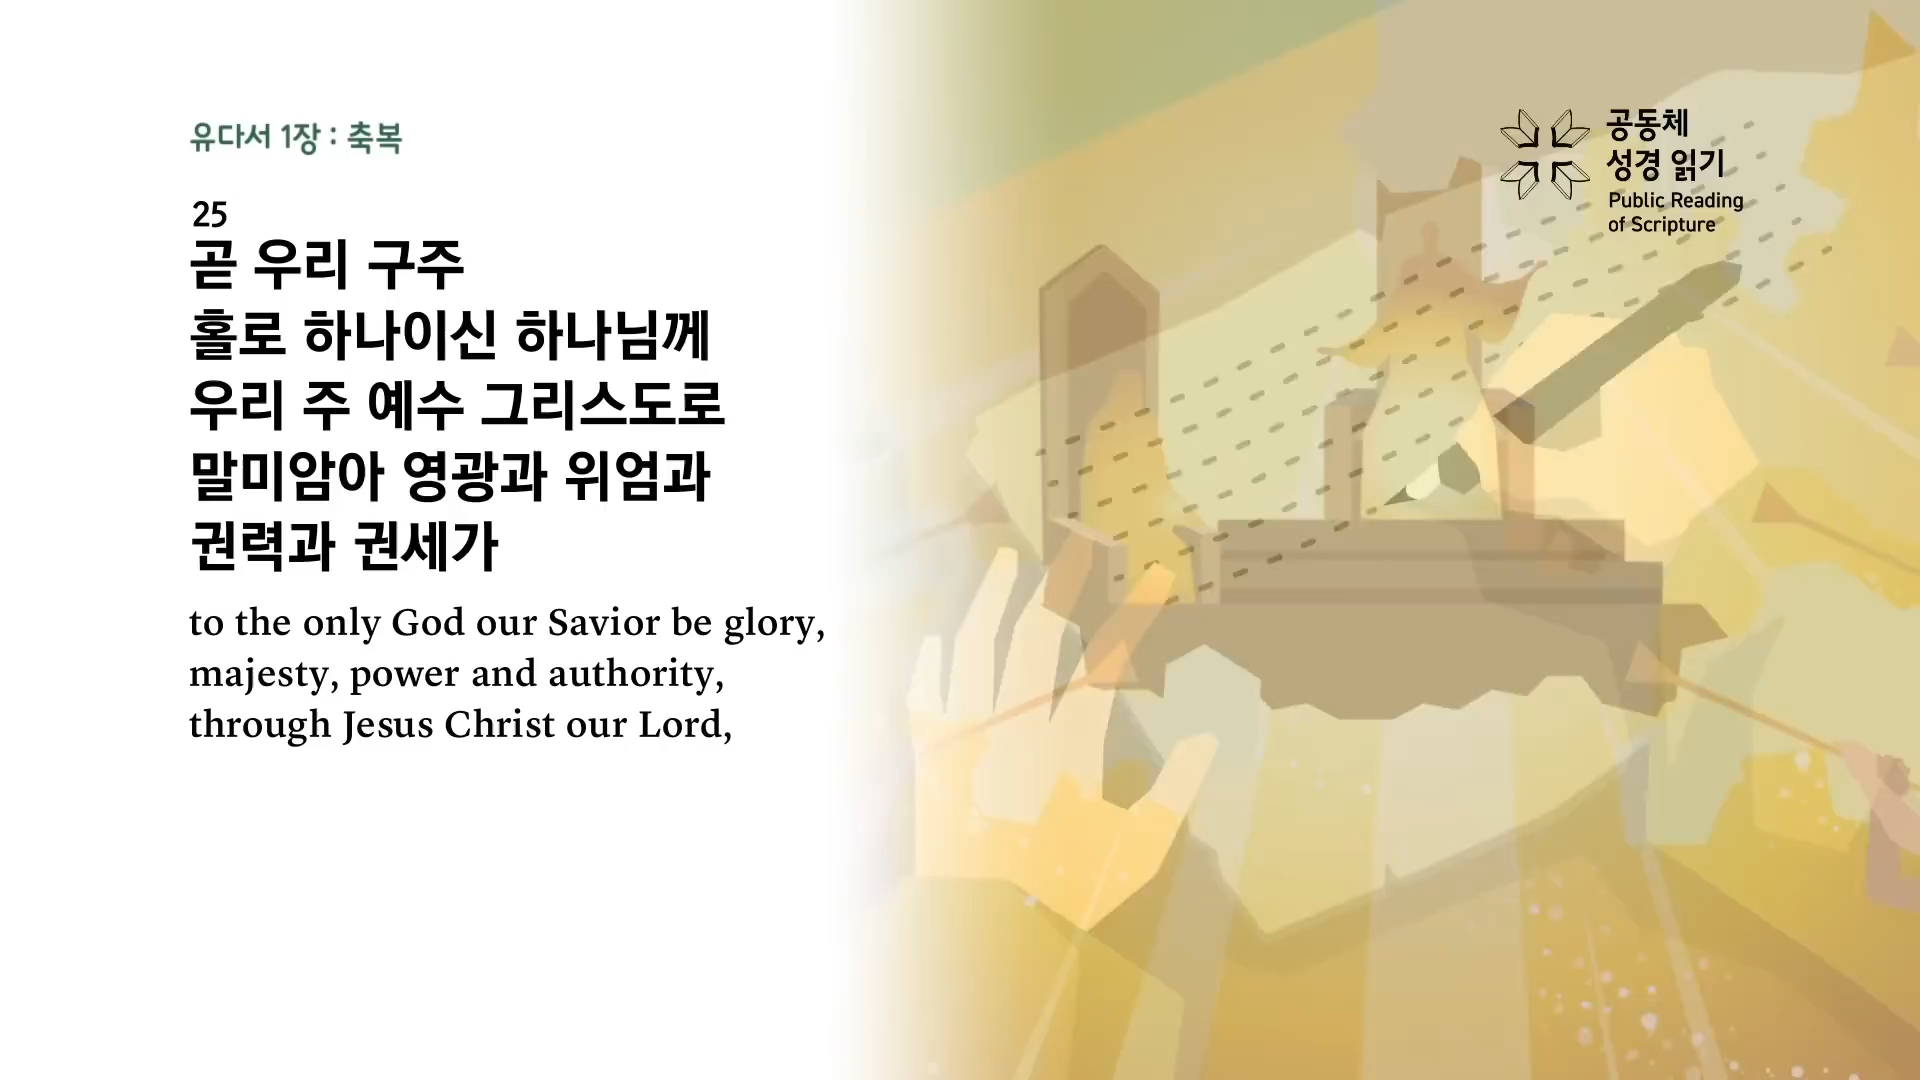 유다서 1장 : 축복
25
곧 우리 구주
홀로 하나이신 하나님께
우리 주 예수 그리스도로
말미암아 영광과 위엄과
권력과 권세가
to the only God our Savior be glory,
majesty, power and authority,
through Jesus Christ our Lord,
공동체
성경 읽기
Public Reading
of Scripture